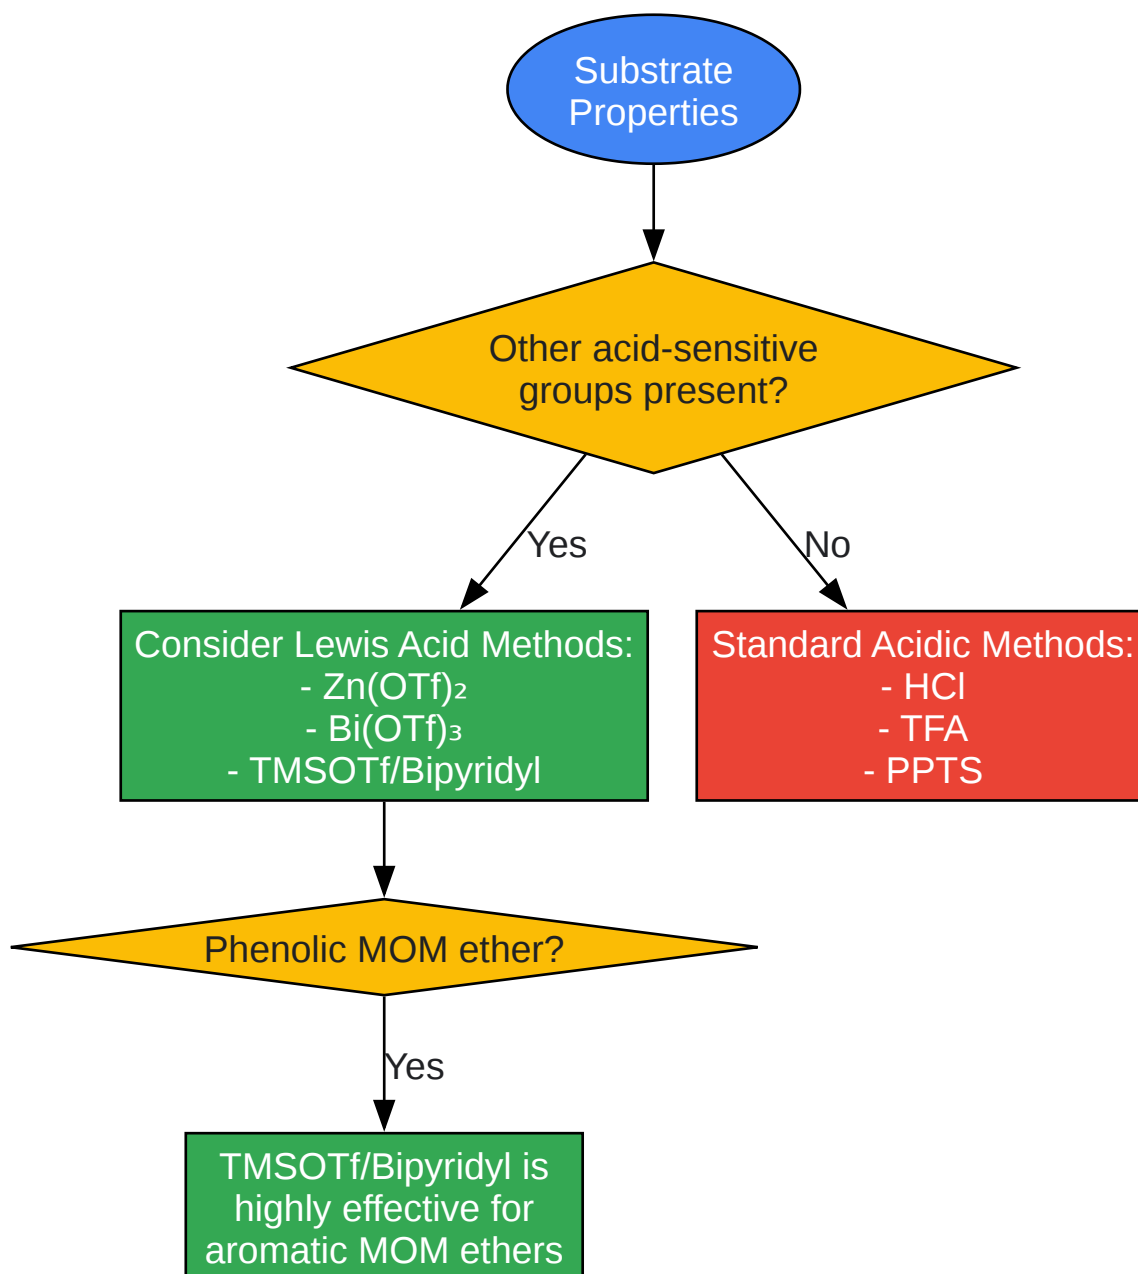 Substrate
Properties
Other acid-sensitive
groups present?
Yes
No
Consider Lewis Acid Methods:
- Zn(OTf)₂
- Bi(OTf)₃
- TMSOTf/Bipyridyl
Standard Acidic Methods:
- HCl
- TFA
- PPTS
Phenolic MOM ether?
Yes
TMSOTf/Bipyridyl is
highly effective for
aromatic MOM ethers